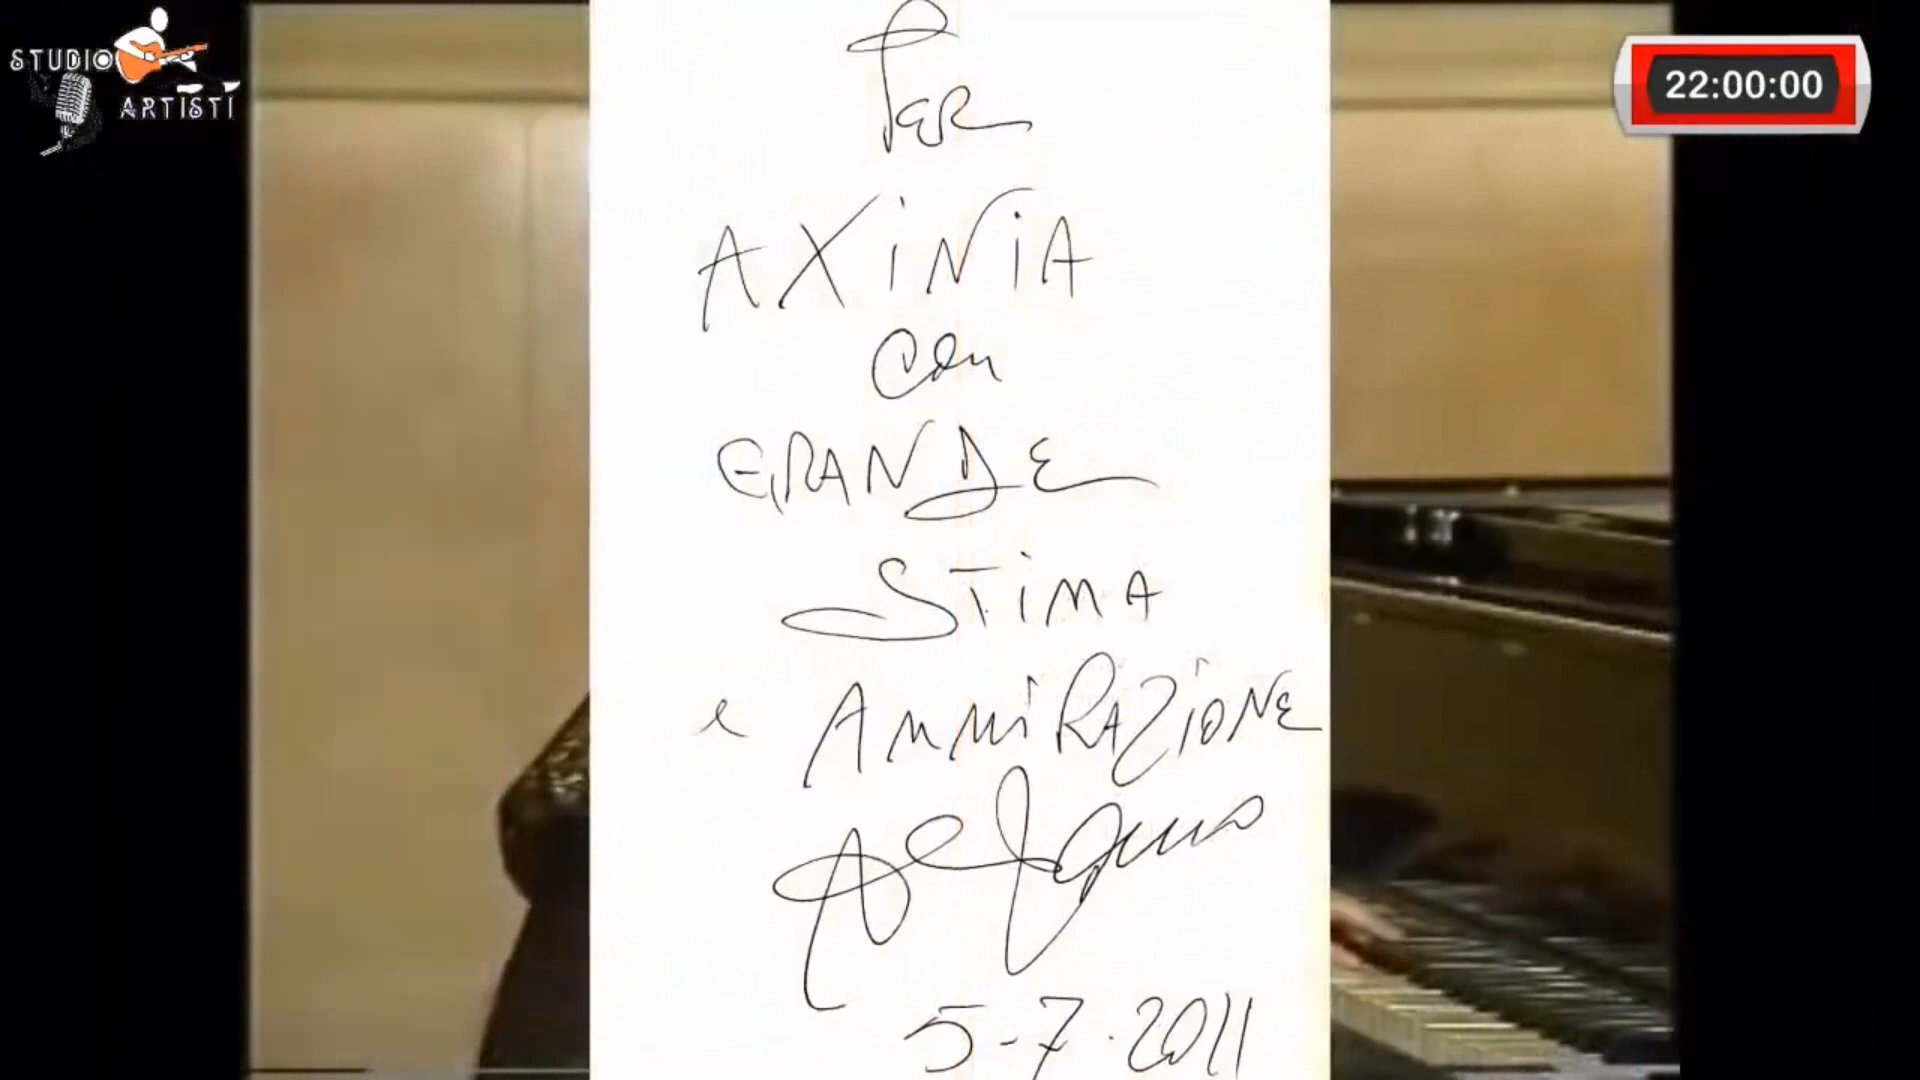 STUDIO
ARTISTI
22:00:00
PER
AXINIA
con
GRANDE
STIMA
e AMMIRAZIONE
5-7.2011